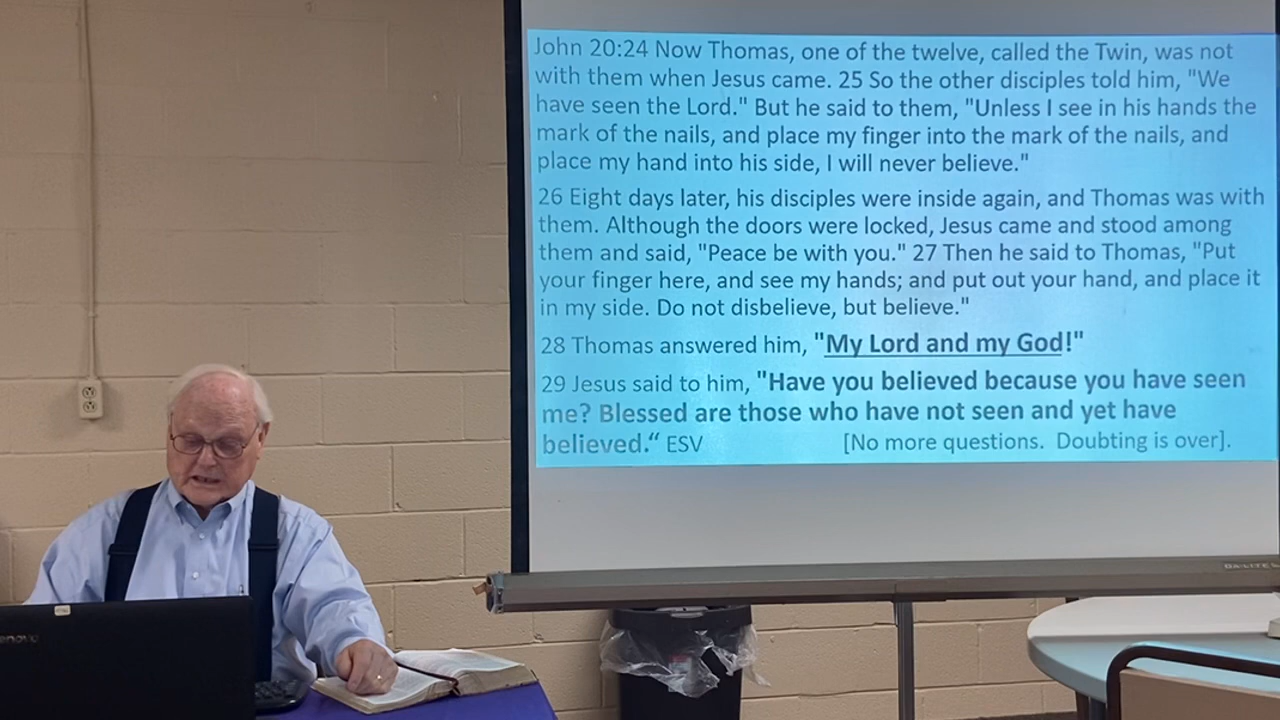 John 20:24 Now Thomas, one of the twelve, called the Twin, was not
with them when Jesus came. 25 So the other disciples told him, "We
have seen the Lord." But he said to them, "Unless I see in his hands the
mark of the nails, and place my finger into the mark of the nails, and
place my hand into his side, I will never believe."
26 Eight days later, his disciples were inside again, and Thomas was with
them. Although the doors were locked, Jesus came and stood among
them and said, "Peace be with you." 27 Then he said to Thomas, "Put
your finger here, and see my hands; and put out your hand, and place it
in my side. Do not disbelieve, but believe."
28 Thomas answered him, "My Lord and my God!"
29 Jesus said to him, "Have you believed because you have seen
me? Blessed are those who have not seen and yet have
believed.“ ESV [No more questions. Doubting is over].
DA-LITE
enovo